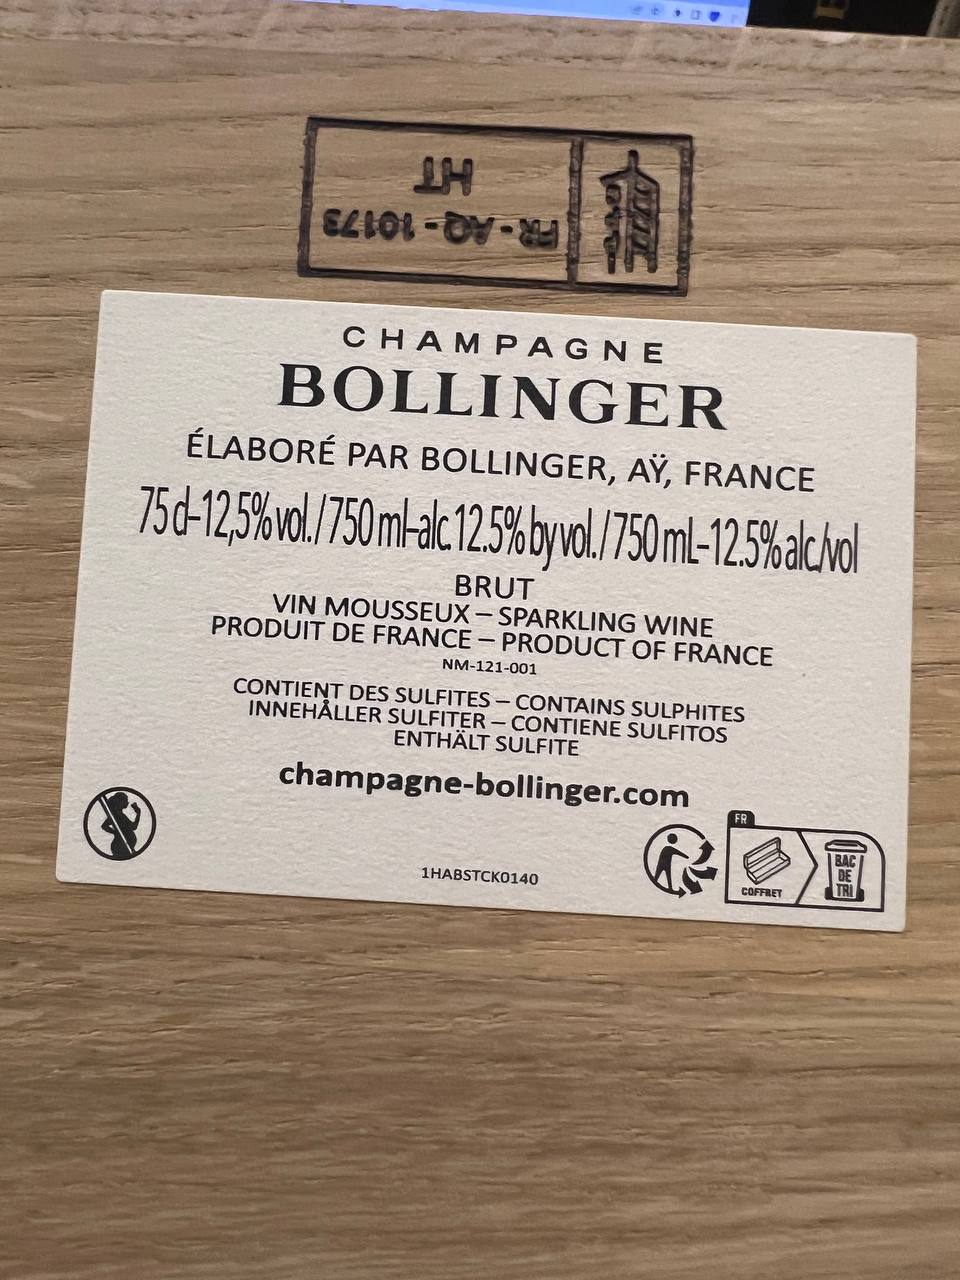 FR - AQ - 10173
HT
CHAMPAGNE
BOLLINGER
ÉLABORÉ PAR BOLLINGER, AŸ, FRANCE
75 cl–12,5% vol. / 750 ml–alc. 12.5% by vol. / 750 mL–12.5% alc./vol
BRUT
VIN MOUSSEUX – SPARKLING WINE
PRODUIT DE FRANCE – PRODUCT OF FRANCE
NM-121-001
CONTIENT DES SULFITES – CONTAINS SULPHITES
INNEHÅLLER SULFITER – CONTIENE SULFITOS
ENTHÄLT SULFITE
champagne-bollinger.com
1HABSTCK0140
FR
COFFRET
BAC
DE
TRI